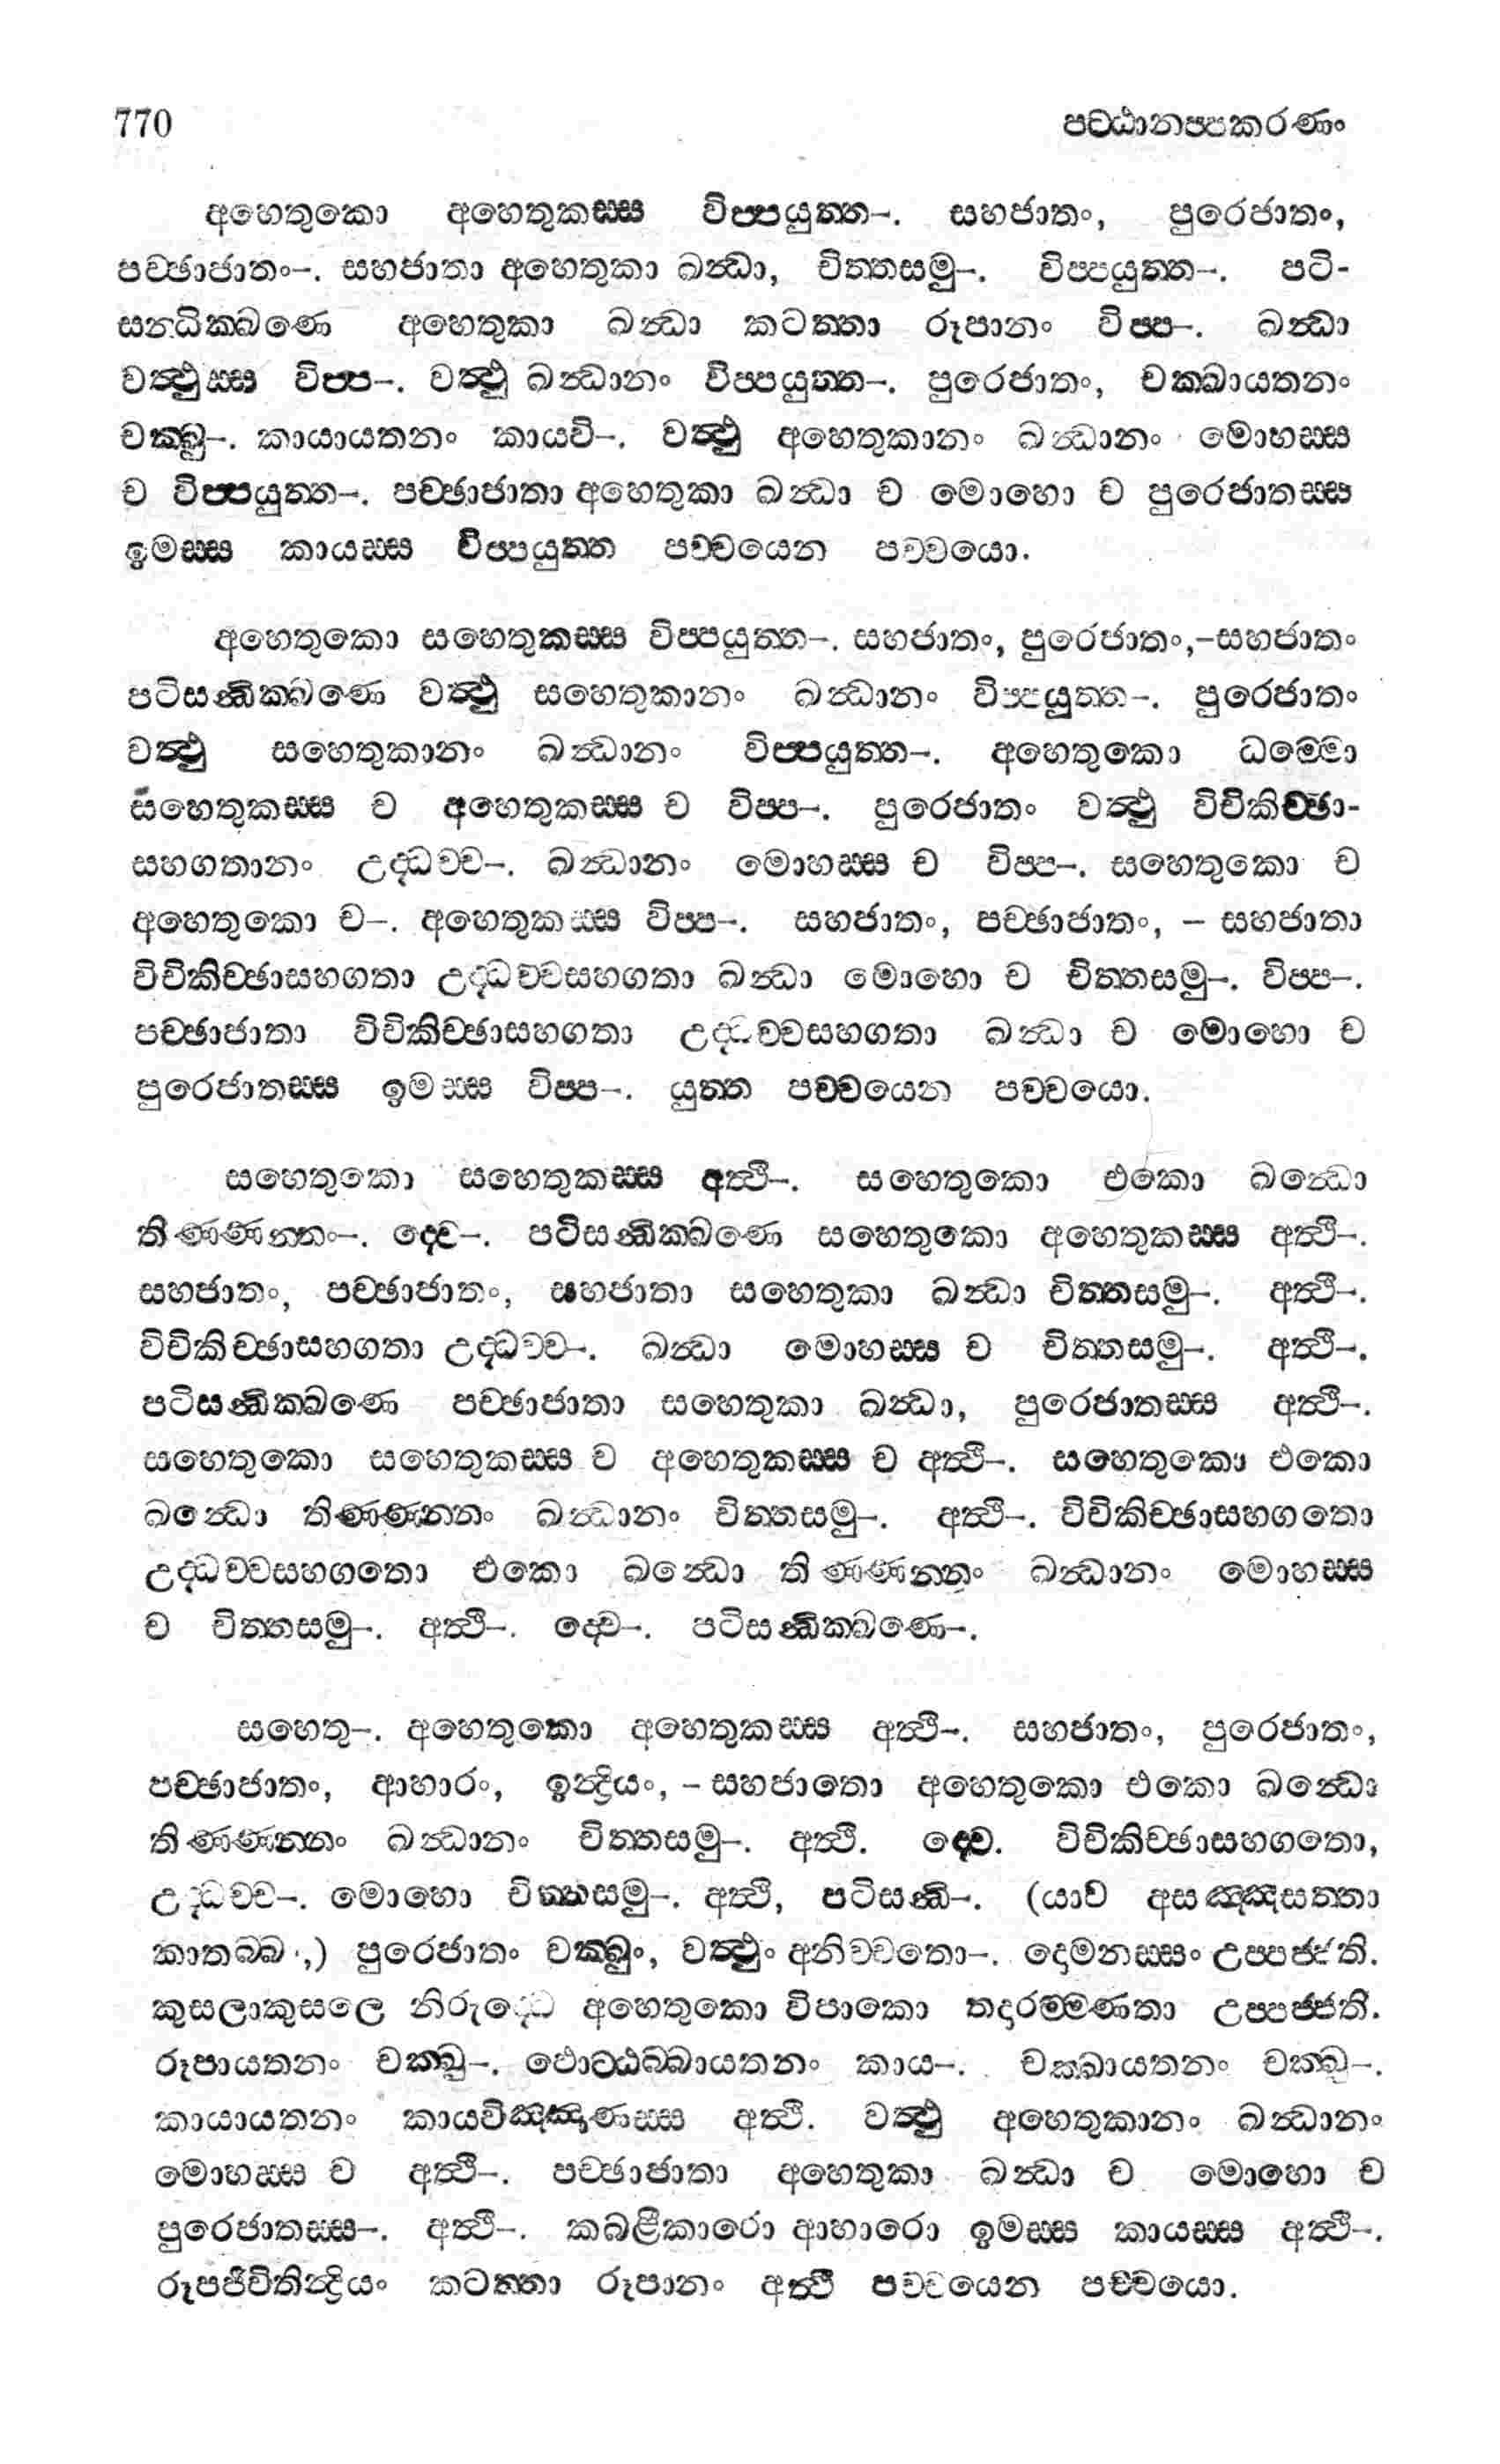 770 පට්ඨානප්පකරණං
අහෙතුකො අහෙතුකස්ස විප්පයුත්ත-. සහජාතං, පුරෙජාතං,
පච්ඡාජාතං-. සහජාතා අහෙතුකා ඛන්ධා, චිත්තසමු-. විප්පයුත්ත-. පටි-
සන්ධික්ඛණෙ අහෙතුකා ඛන්ධා කටත්තා රූපානං විප්ප-. ඛන්ධා
වත්ථුස්ස විප්ප-. වත්ථු ඛන්ධානං විප්පයුත්ත-. පුරෙජාතං, චක්ඛායතනං
චක්ඛු-. කායායතනං කායවි-. වත්ථු අහෙතුකානං ඛන්ධානං මොහස්ස
ච විප්පයුත්ත-. පච්ඡාජාතා අහෙතුකා ඛන්ධා ච මොහො ච පුරෙජාතස්ස
ඉමස්ස කායස්ස විප්පයුත්ත පච්චයෙන පච්චයො.
අහෙතුකො සහෙතුකස්ස විප්පයුත්ත-. සහජාතං, පුරෙජාතං,-සහජාතං
පටිසන්ධික්ඛණෙ වත්ථු සහෙතුකානං ඛන්ධානං විප්පයුත්ත-. පුරෙජාතං
වත්ථු සහෙතුකානං ඛන්ධානං විප්පයුත්ත-. අහෙතුකො ධම්මො
සහෙතුකස්ස ච අහෙතුකස්ස ච විප්ප-. පුරෙජාතං වත්ථු විචිකිච්ඡා-
සහගතානං උද්ධච්ච-. ඛන්ධානං මොහස්ස ච විප්ප-. සහෙතුකො ච
අහෙතුකො ච-. අහෙතුකස්ස විප්ප-. සහජාතං, පච්ඡාජාතං, - සහජාතා
විචිකිච්ඡාසහගතා උද්ධච්චසහගතා ඛන්ධා මොහො ච චිත්තසමු-. විප්ප-.
පච්ඡාජාතා විචිකිච්ඡාසහගතා උද්ධච්චසහගතා ඛන්ධා ච මොහො ච
පුරෙජාතස්ස ඉමස්ස විප්ප-. යුත්ත පච්චයෙන පච්චයො.
සහෙතුකො සහෙතුකස්ස අත්ථි-. සහෙතුකො එකො ඛන්ධො
තිණ්ණන්නං-. ද්වෙ-. පටිසන්ධික්ඛණෙ සහෙතුකො අහෙතුකස්ස අත්ථි-.
සහජාතං, පච්ඡාජාතං, සහජාතා සහෙතුකා ඛන්ධා චිත්තසමු-. අත්ථි-.
විචිකිච්ඡාසහගතා උද්ධච්ච-. ඛන්ධා මොහස්ස ච චිත්තසමු-. අත්ථි-.
පටිසන්ධික්ඛණෙ පච්ඡාජාතා සහෙතුකා ඛන්ධා, පුරෙජාතස්ස අත්ථි-.
සහෙතුකො සහෙතුකස්ස ච අහෙතුකස්ස ච අත්ථි-. සහෙතුකො එකො
ඛන්ධො තිණ්ණන්නං ඛන්ධානං චිත්තසමු-. අත්ථි-. විචිකිච්ඡාසහගතො
උද්ධච්චසහගතො එකො ඛන්ධො තිණ්ණන්නං ඛන්ධානං මොහස්ස
ච චිත්තසමු-. අත්ථි-. ද්වෙ-. පටිසන්ධික්ඛණෙ-.
සහෙතු-. අහෙතුකො අහෙතුකස්ස අත්ථි-. සහජාතං, පුරෙජාතං,
පච්ඡාජාතං, ආහාරං, ඉන්ද්‍රියං, - සහජාතො අහෙතුකො එකො ඛන්ධො
තිණ්ණන්නං ඛන්ධානං චිත්තසමු-. අත්ථි. ද්වෙ. විචිකිච්ඡාසහගතො,
උද්ධච්ච-. මොහො චිත්තසමු-. අත්ථි, පටිසන්ධි-. (යාව අසඤ්ඤසත්තා
කාතබ්බ,) පුරෙජාතං චක්ඛුං, වත්ථුං අනිච්චතො-. දොමනස්සං උප්පජ්ජති.
කුසලාකුසලෙ නිරුද්ධෙ අහෙතුකො විපාකො තදාරම්මණතා උප්පජ්ජති.
රූපායතනං චක්ඛු-. ඵොට්ඨබ්බායතනං කාය-. චක්ඛායතනං චක්ඛු-.
කායායතනං කායවිඤ්ඤාණස්ස අත්ථි. වත්ථු අහෙතුකානං ඛන්ධානං
මොහස්ස ච අත්ථි-. පච්ඡාජාතා අහෙතුකා ඛන්ධා ච මොහො ච
පුරෙජාතස්ස-. අත්ථි-. කබළීකාරො ආහාරො ඉමස්ස කායස්ස අත්ථි-.
රූපජීවිතින්ද්‍රියං කටත්තා රූපානං අත්ථි පච්චයෙන පච්චයො.